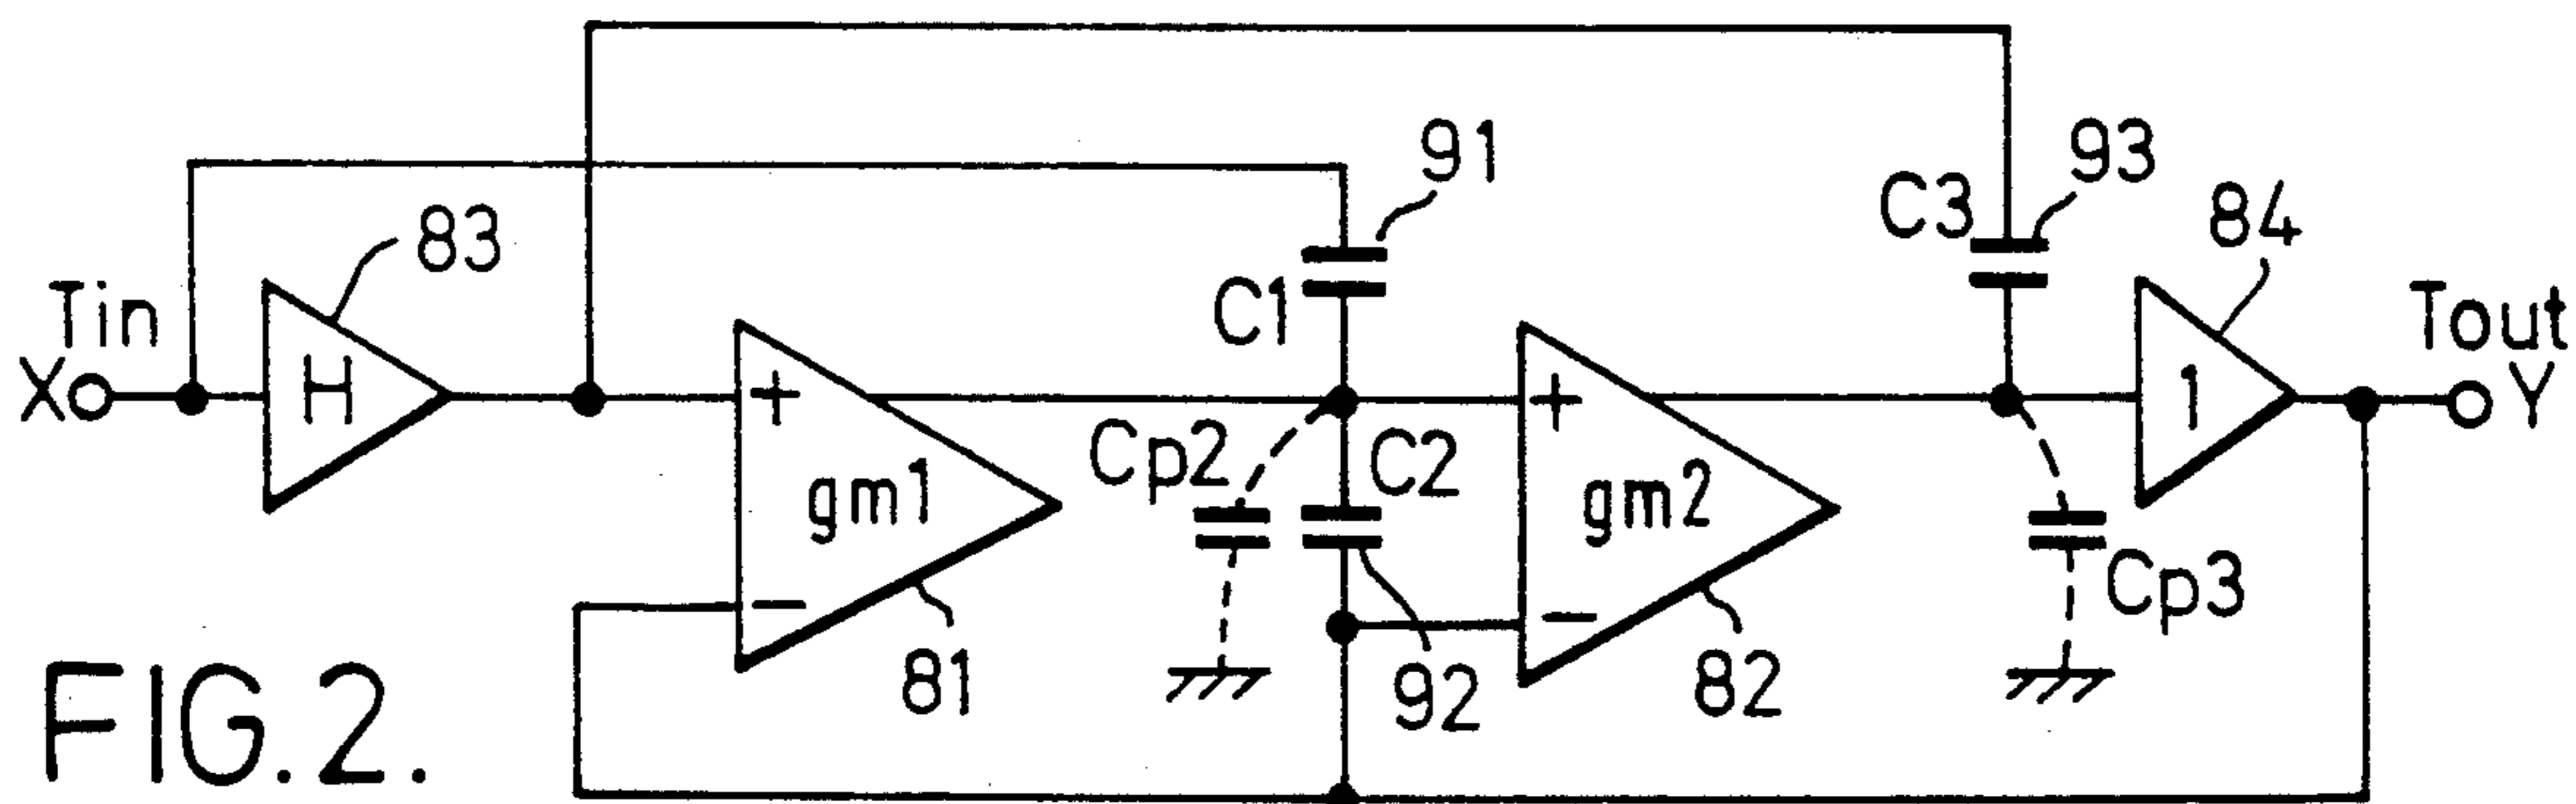 91
93
C3
84
83
Tin
C1
Tout
X
H
+
+
1
Y
Cp2
C2
gm1
gm2
Cp3
−
−
81
92
82
FIG.2.